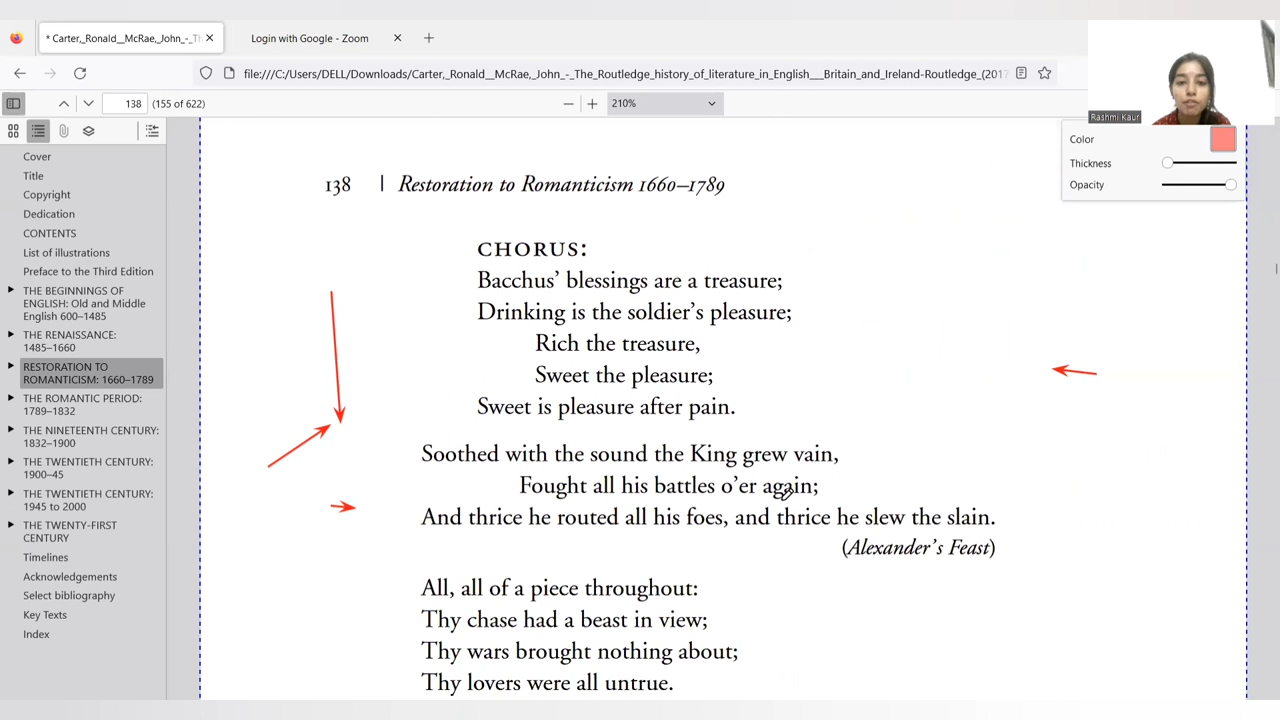 * Carter,_Ronald__McRae,_John_-_Th
Login with Google - Zoom
file:///C:/Users/DELL/Downloads/Carter,_Ronald__McRae,_John_-_The_Routledge_history_of_literature_in_English___Britain_and_Ireland-Routledge_(2017
138 (155 of 622)
210%
Rashmi Kaur
Color
Thickness
Opacity
Cover
Title
Copyright
Dedication
CONTENTS
List of illustrations
Preface to the Third Edition
THE BEGINNINGS OF
ENGLISH: Old and Middle
English 600–1485
THE RENAISSANCE:
1485–1660
RESTORATION TO
ROMANTICISM: 1660–1789
THE ROMANTIC PERIOD:
1789–1832
THE NINETEENTH CENTURY:
1832–1900
THE TWENTIETH CENTURY:
1900–45
THE TWENTIETH CENTURY:
1945 to 2000
THE TWENTY-FIRST
CENTURY
Timelines
Acknowledgements
Select bibliography
Key Texts
Index
138 | Restoration to Romanticism 1660–1789
CHORUS:
Bacchus’ blessings are a treasure;
Drinking is the soldier’s pleasure;
Rich the treasure,
Sweet the pleasure;
Sweet is pleasure after pain.
Soothed with the sound the King grew vain,
Fought all his battles o’er again;
And thrice he routed all his foes, and thrice he slew the slain.
(Alexander’s Feast)
All, all of a piece throughout:
Thy chase had a beast in view;
Thy wars brought nothing about;
Thy lovers were all untrue.